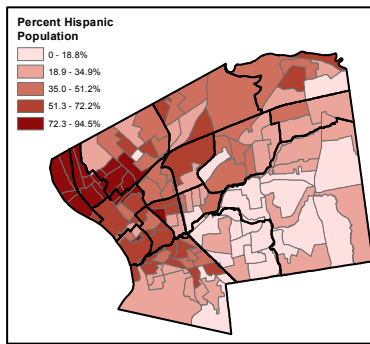 Percent Hispanic
Population
0 - 18.8%
18.9 - 34.9%
35.0 - 51.2%
51.3 - 72.2%
72.3 - 94.5%